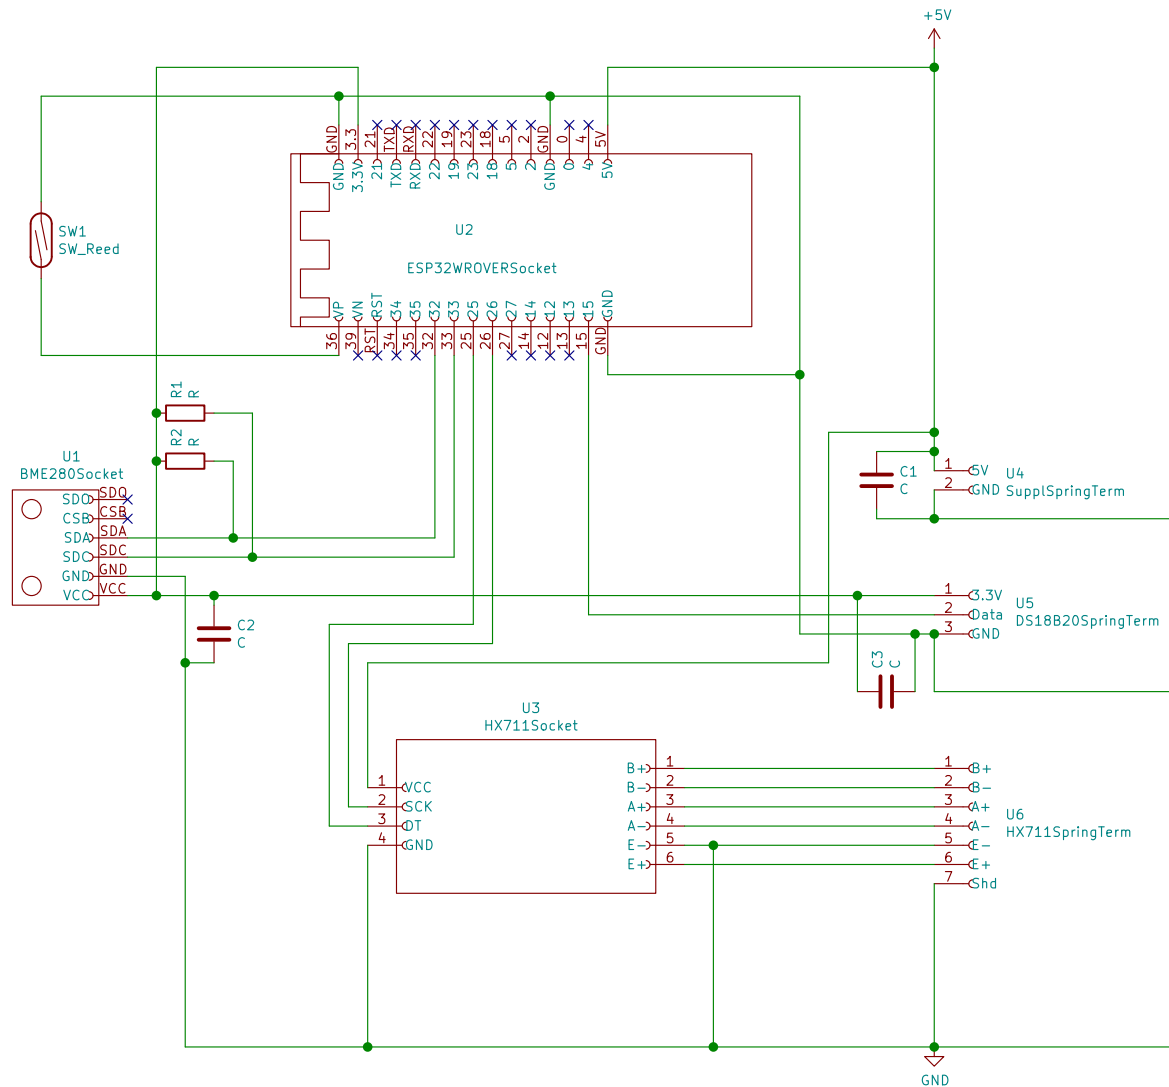 +5V
GND
3.3
21
TXD
RXD
22
19
23
18
5
2
GND
0
4
5V
GND
3.3V
21
TXD
RXD
22
19
23
18
5
2
GND
0
4
5V
SW1
SW_Reed
U2
ESP32WROVERSocket
VP
VN
RST
34
35
32
33
25
26
27
14
12
13
15
GND
36
39
RST
34
35
32
33
25
26
27
14
12
13
15
GND
R1
R
R2
R
U1
BME280Socket
SDO SDO
CSB CSB
SDA SDA
SDC SDC
GND GND
VCC VCC
C1
C
1 5V
2 GND
U4
SupplSpringTerm
C2
C
1 3.3V
2 Data
3 GND
U5
DS18B20SpringTerm
C3
C
U3
HX711Socket
1 VCC
2 SCK
3 DT
4 GND
B+ 1
B- 2
A+ 3
A- 4
E- 5
E+ 6
1 B+
2 B-
3 A+
4 A-
5 E-
6 E+
7 Shd
U6
HX711SpringTerm
GND